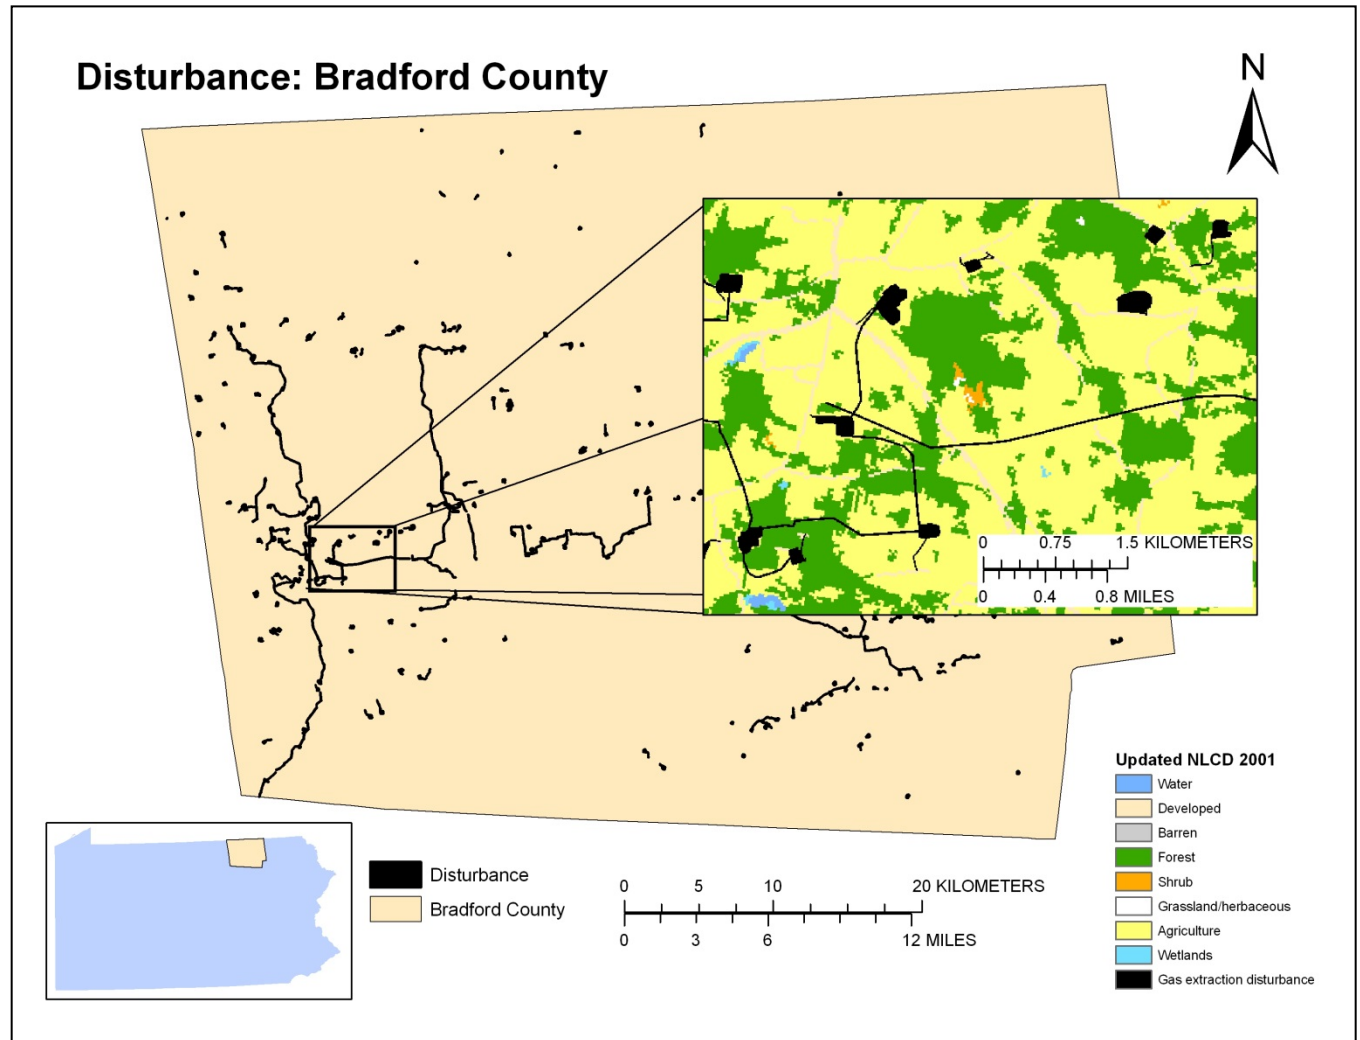 Disturbance: Bradford County
N
0 0.75 1.5 KILOMETERS
0 0.4 0.8 MILES
Updated NLCD 2001
Water
Developed
Barren
Forest
Shrub
Grassland/herbaceous
Agriculture
Wetlands
Gas extraction disturbance
Disturbance
Bradford County
0 5 10 20 KILOMETERS
0 3 6 12 MILES